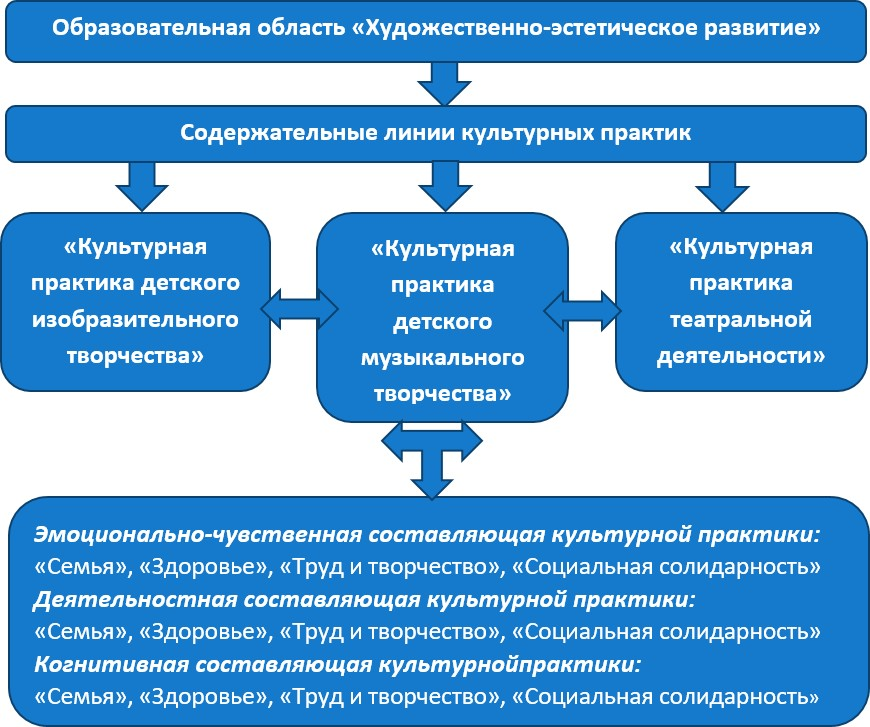 Образовательная область «Художественно-эстетическое развитие»
Содержательные линии культурных практик
«Культурная
практика детского
изобразительного
творчества»
«Культурная
практика
детского
музыкального
творчества»
«Культурная
практика
театральной
деятельности»
Эмоционально-чувственная составляющая культурной практики:
«Семья», «Здоровье», «Труд и творчество», «Социальная солидарность»
Деятельностная составляющая культурной практики:
«Семья», «Здоровье», «Труд и творчество», «Социальная солидарность»
Когнитивная составляющая культурнойпрактики:
«Семья», «Здоровье», «Труд и творчество», «Социальная солидарность»